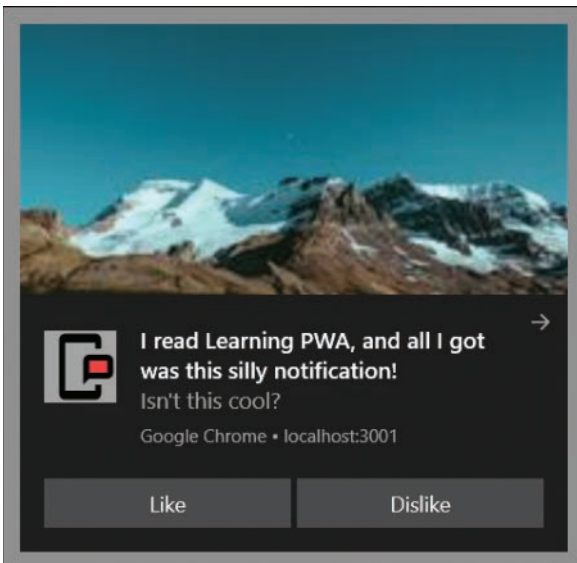 I read Learning PWA, and all I got
was this silly notification!
Isn't this cool?
Google Chrome • localhost:3001
Like
Dislike